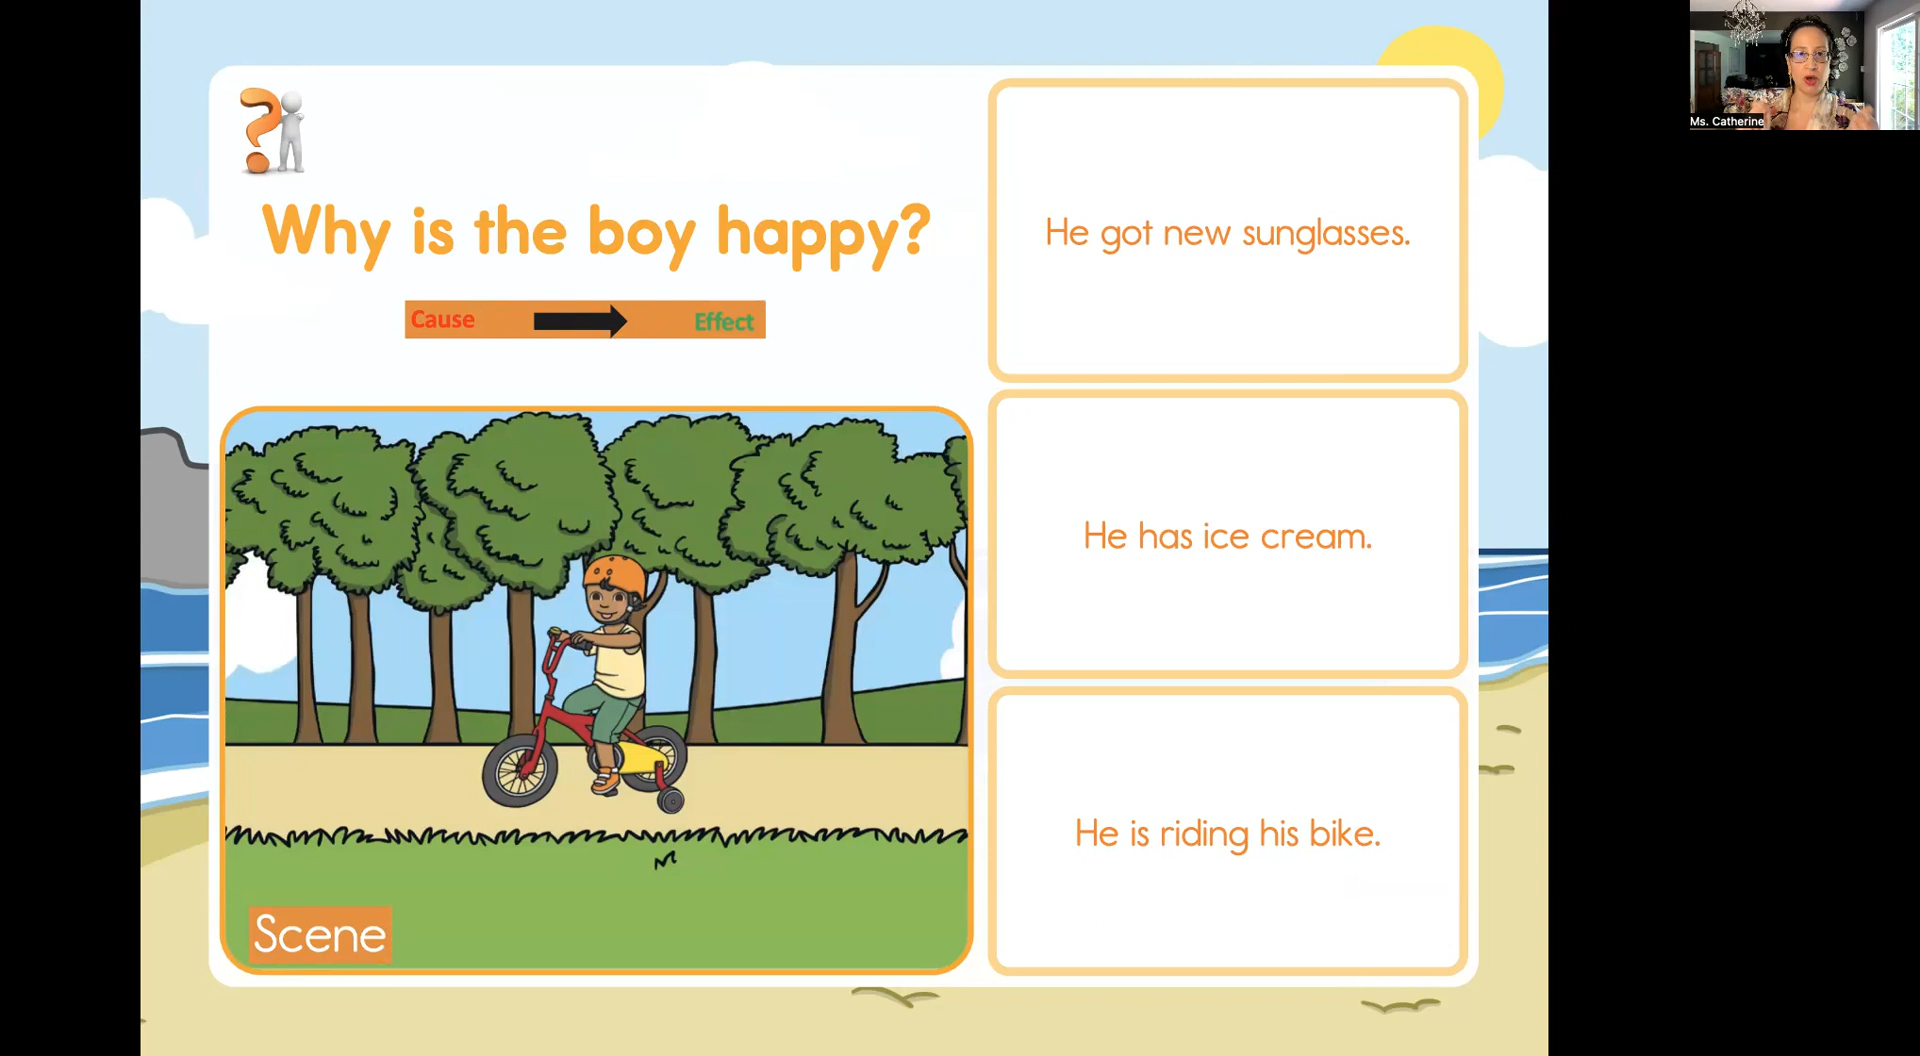 Why is the boy happy?
Cause Effect
Scene
He got new sunglasses.
He has ice cream.
He is riding his bike.
Ms. Catherine